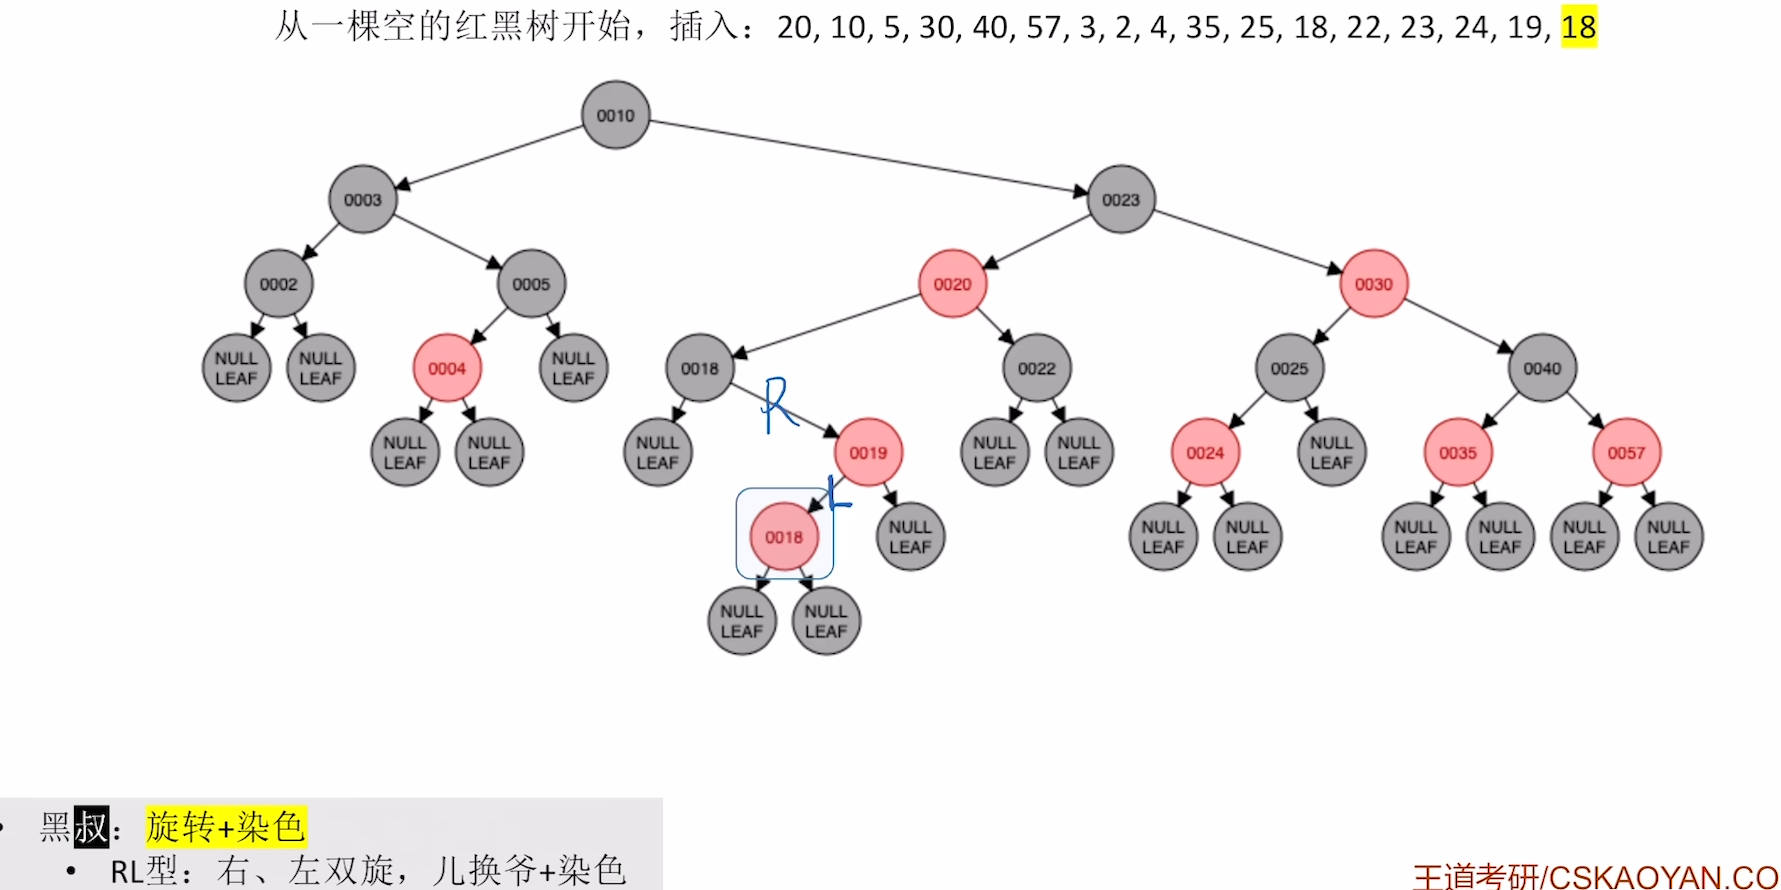 从一棵空的红黑树开始，插入：20, 10, 5, 30, 40, 57, 3, 2, 4, 35, 25, 18, 22, 23, 24, 19, 18
0010
0003
0023
0002
0005
0020
0030
NULL LEAF
NULL LEAF
0004
NULL LEAF
0018
0022
0025
0040
R
NULL LEAF
NULL LEAF
NULL LEAF
0019
NULL LEAF
NULL LEAF
0024
NULL LEAF
0035
0057
L
0018
NULL LEAF
NULL LEAF
NULL LEAF
NULL LEAF
NULL LEAF
NULL LEAF
NULL LEAF
NULL LEAF
NULL LEAF
黑叔：旋转+染色
• RL型：右、左双旋，儿换爷+染色
王道考研/CSKAOYAN.CO